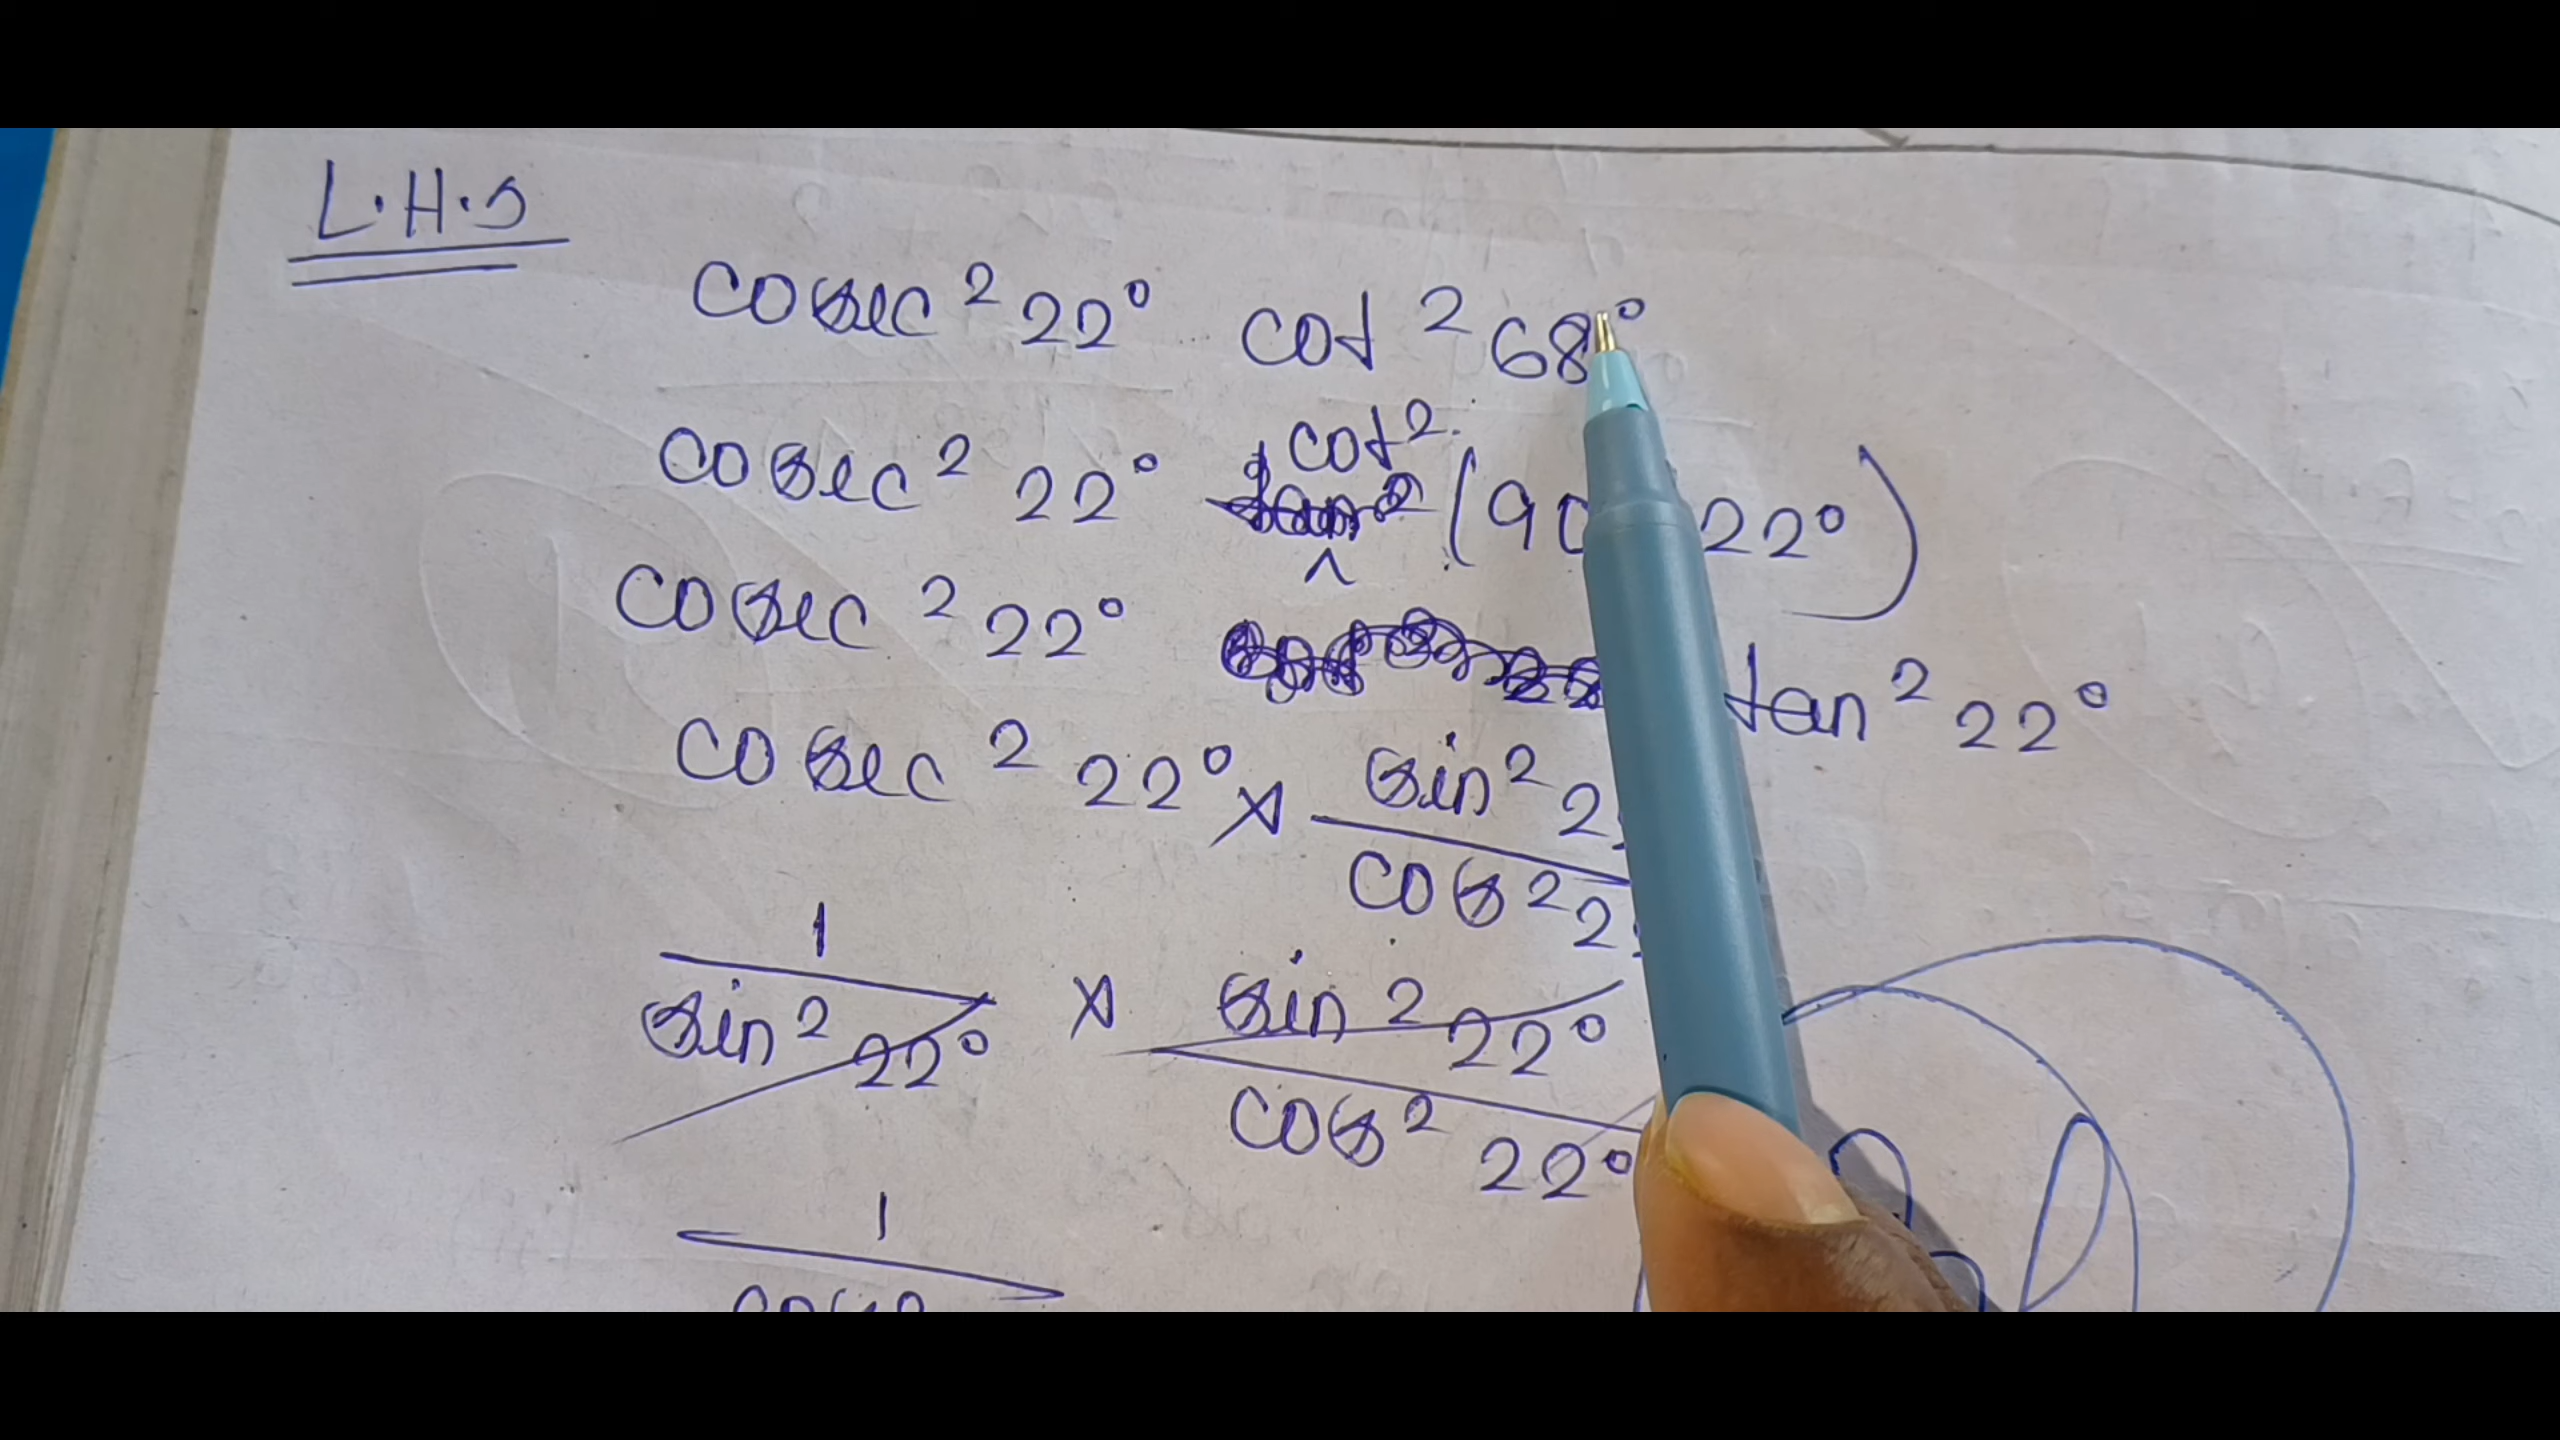 L.H.S
cosec² 22° cot² 68°
cot²
cosec² 22° tan² (90 22°)
cosec² 22° tan² 22°
cosec² 22° × sin² 2
cos² 2
1
sin² 22° × sin² 22°
cos² 22°
1